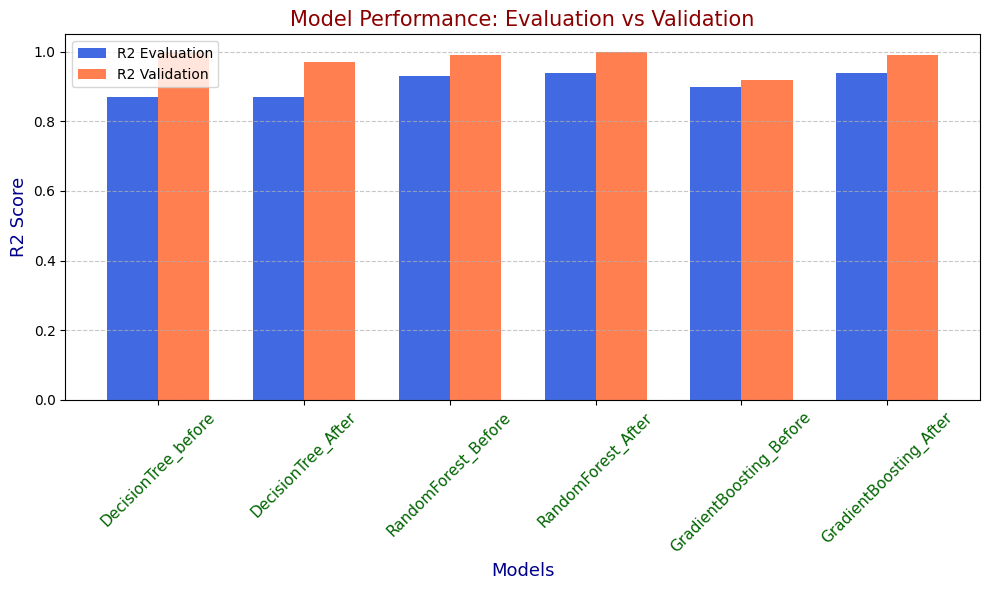 Model Performance: Evaluation vs Validation
R2 Evaluation
R2 Validation
R2 Score
1.0
0.8
0.6
0.4
0.2
0.0
DecisionTree_before
DecisionTree_After
RandomForest_Before
RandomForest_After
GradientBoosting_Before
GradientBoosting_After
Models